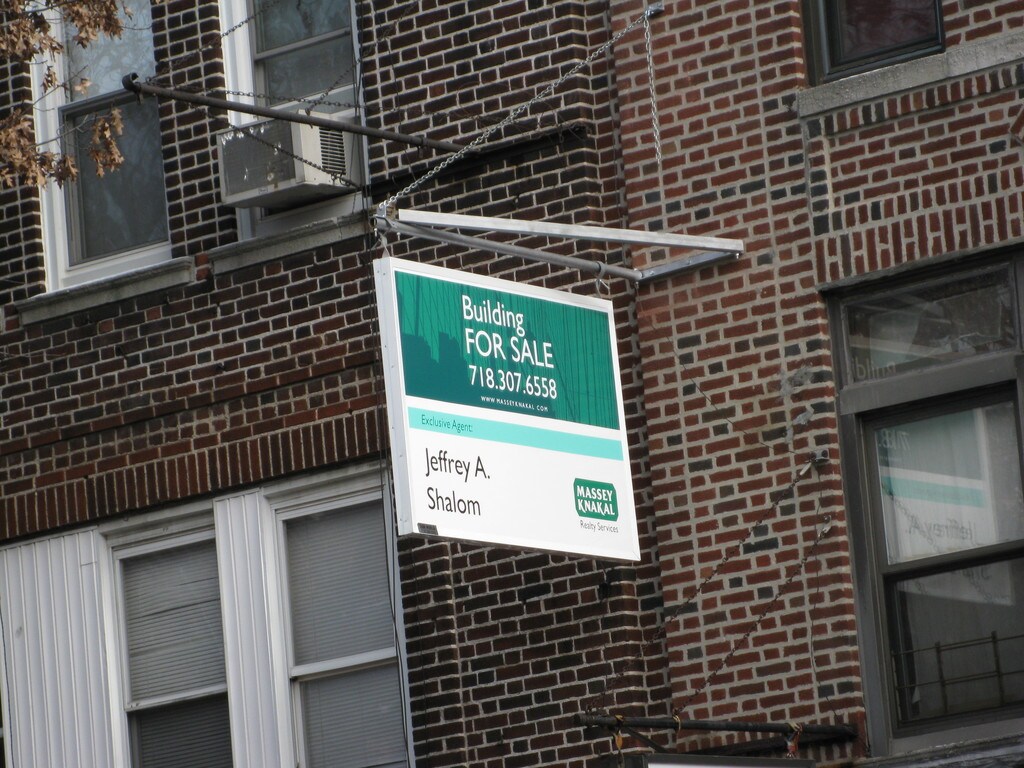 Building
FOR SALE
718.307.6558
WWW.MASSEYKNAKAL.COM
Exclusive Agent:
Jeffrey A.
Shalom
MASSEY
KNAKAL
Realty Services